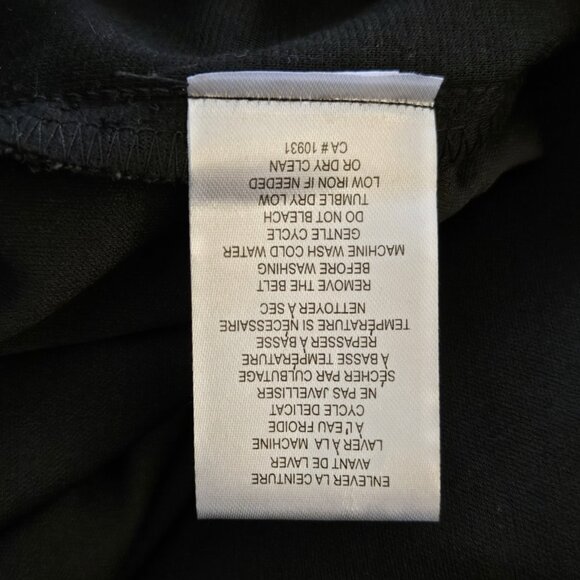 ENLEVER LA CEINTURE
AVANT DE LAVER
LAVER À LA MACHINE
À L'EAU FROIDE
CYCLE DELICAT
NE PAS JAVELLISER
SÉCHER PAR CULBUTAGE
À BASSE TEMPÉRATURE
REPASSER À BASSE
TEMPÉRATURE SI NÉCESSAIRE
NETTOYER À SEC
REMOVE THE BELT
BEFORE WASHING
MACHINE WASH COLD WATER
GENTLE CYCLE
DO NOT BLEACH
TUMBLE DRY LOW
LOW IRON IF NEEDED
OR DRY CLEAN
CA # 10931